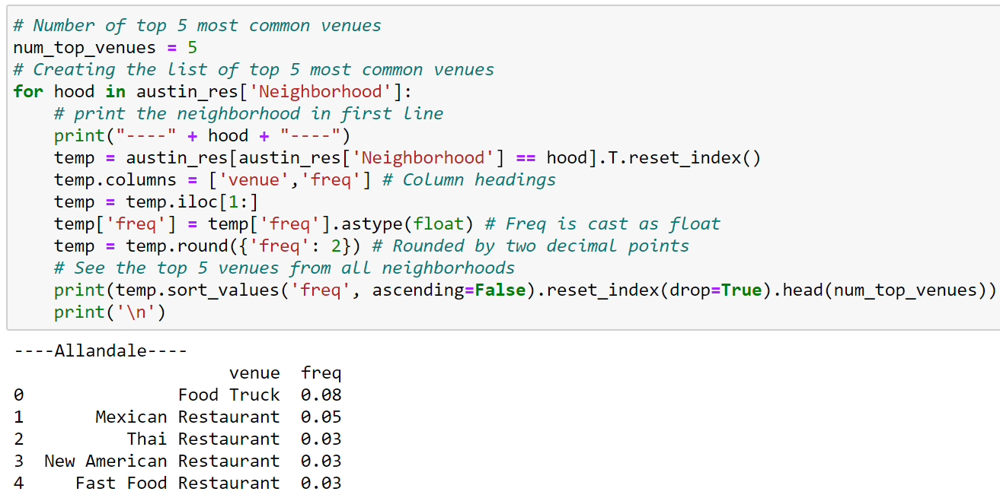 # Number of top 5 most common venues
num_top_venues = 5
# Creating the list of top 5 most common venues
for hood in austin_res['Neighborhood']:
    # print the neighborhood in first line
    print("----" + hood + "----")
    temp = austin_res[austin_res['Neighborhood'] == hood].T.reset_index()
    temp.columns = ['venue','freq'] # Column headings
    temp = temp.iloc[1:]
    temp['freq'] = temp['freq'].astype(float) # Freq is cast as float
    temp = temp.round({'freq': 2}) # Rounded by two decimal points
    # See the top 5 venues from all neighborhoods
    print(temp.sort_values('freq', ascending=False).reset_index(drop=True).head(num_top_venues))
    print('\n')
----Allandale----
                     venue  freq
0               Food Truck  0.08
1       Mexican Restaurant  0.05
2          Thai Restaurant  0.03
3  New American Restaurant  0.03
4     Fast Food Restaurant  0.03